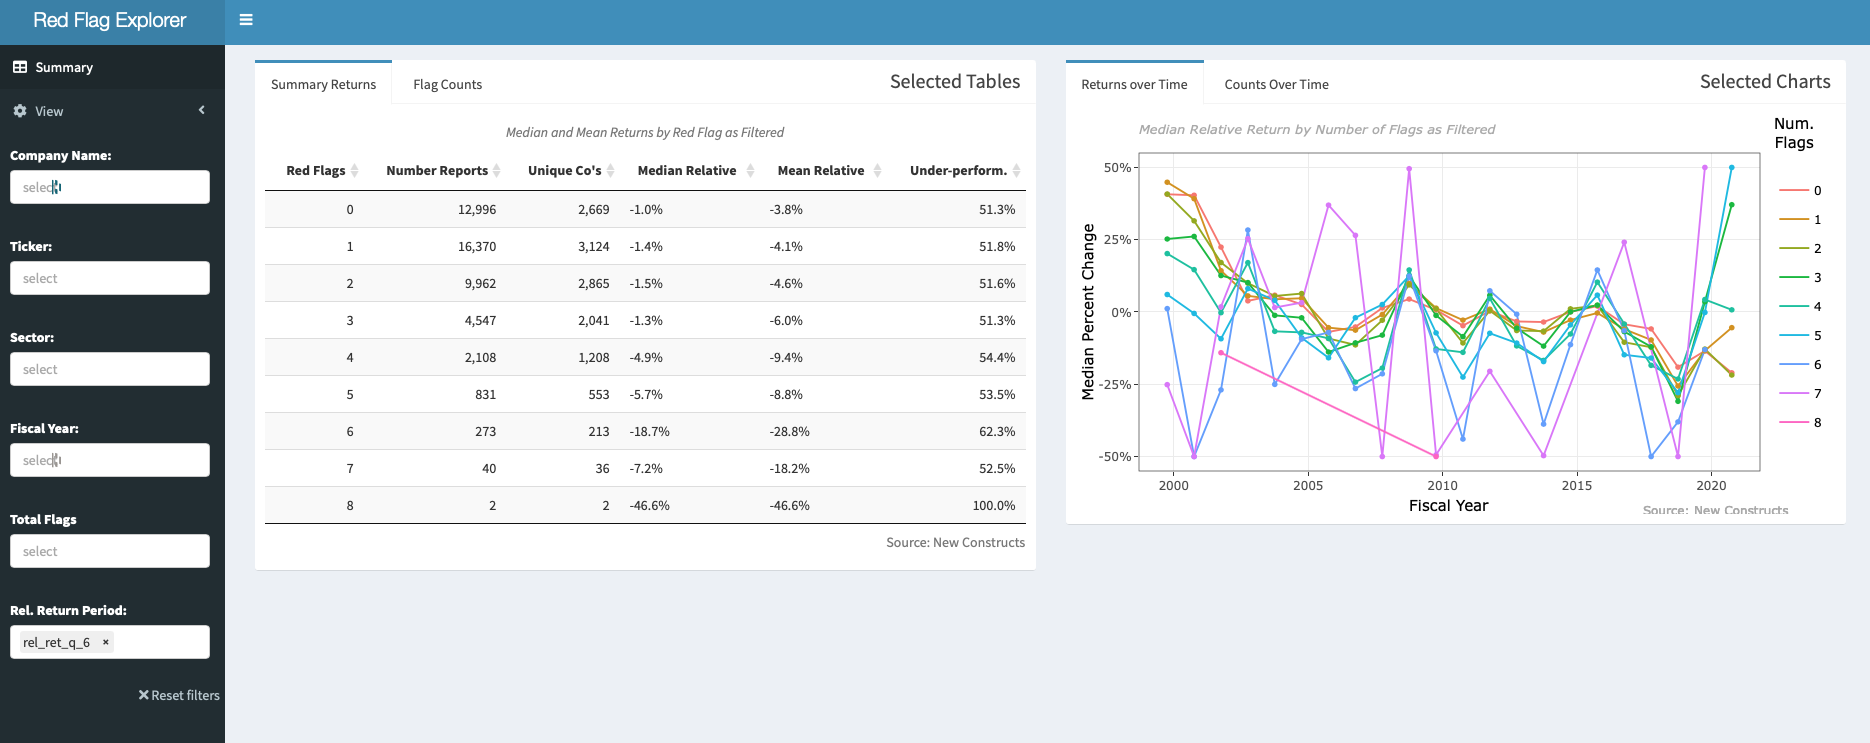 Red Flag Explorer
Summary
View
Company Name:
select
Ticker:
select
Sector:
select
Fiscal Year:
select
Total Flags
select
Rel. Return Period:
rel_ret_q_6 ×
Reset filters
Summary Returns Flag Counts Selected Tables
Median and Mean Returns by Red Flag as Filtered
Red Flags Number Reports Unique Co's Median Relative Mean Relative Under-perform.
0 12,996 2,669 -1.0% -3.8% 51.3%
1 16,370 3,124 -1.4% -4.1% 51.8%
2 9,962 2,865 -1.5% -4.6% 51.6%
3 4,547 2,041 -1.3% -6.0% 51.3%
4 2,108 1,208 -4.9% -9.4% 54.4%
5 831 553 -5.7% -8.8% 53.5%
6 273 213 -18.7% -28.8% 62.3%
7 40 36 -7.2% -18.2% 52.5%
8 2 2 -46.6% -46.6% 100.0%
Source: New Constructs
Returns over Time Counts Over Time Selected Charts
Median Relative Return by Number of Flags as Filtered
Median Percent Change
50%
25%
0%
-25%
-50%
2000 2005 2010 2015 2020
Fiscal Year
Source: New Constructs
Num.
Flags
0
1
2
3
4
5
6
7
8